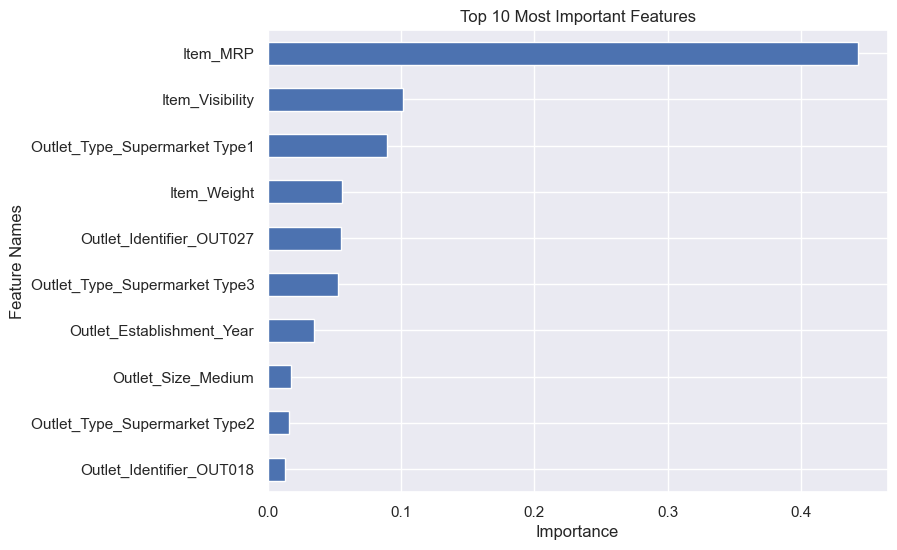 Top 10 Most Important Features
Feature Names
Item_MRP
Item_Visibility
Outlet_Type_Supermarket Type1
Item_Weight
Outlet_Identifier_OUT027
Outlet_Type_Supermarket Type3
Outlet_Establishment_Year
Outlet_Size_Medium
Outlet_Type_Supermarket Type2
Outlet_Identifier_OUT018
0.0 0.1 0.2 0.3 0.4
Importance